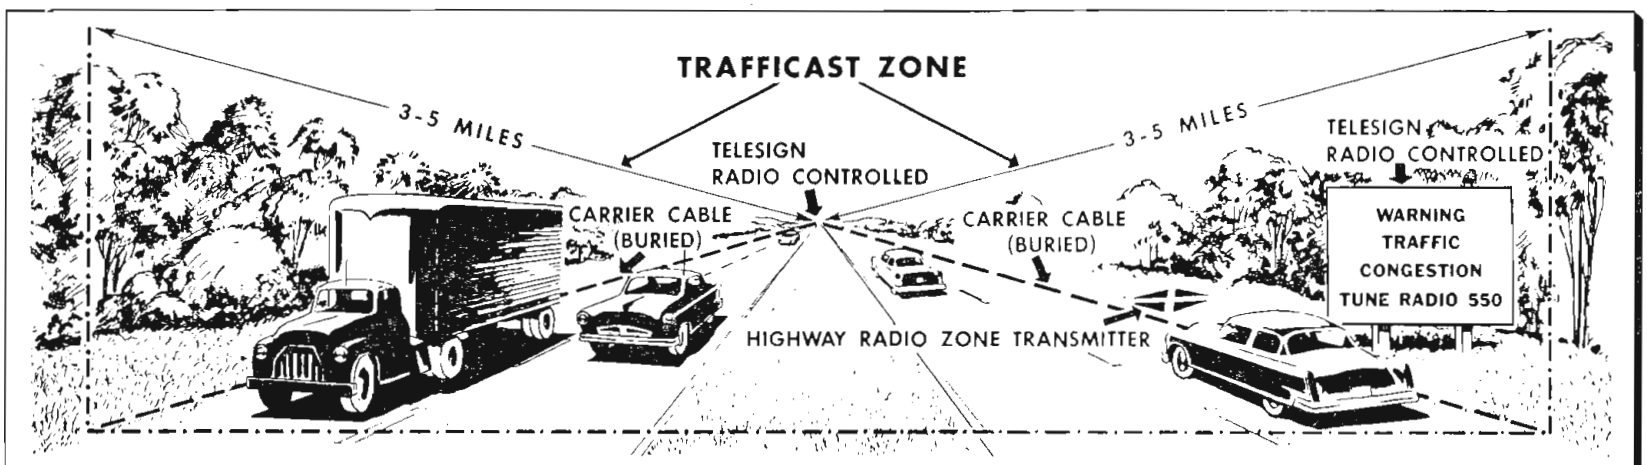 TRAFFICAST ZONE
3-5 MILES
3-5 MILES
TELESIGN
RADIO CONTROLLED
TELESIGN
RADIO CONTROLLED
CARRIER CABLE
(BURIED)
CARRIER CABLE
(BURIED)
WARNING
TRAFFIC
CONGESTION
TUNE RADIO 550
HIGHWAY RADIO ZONE TRANSMITTER